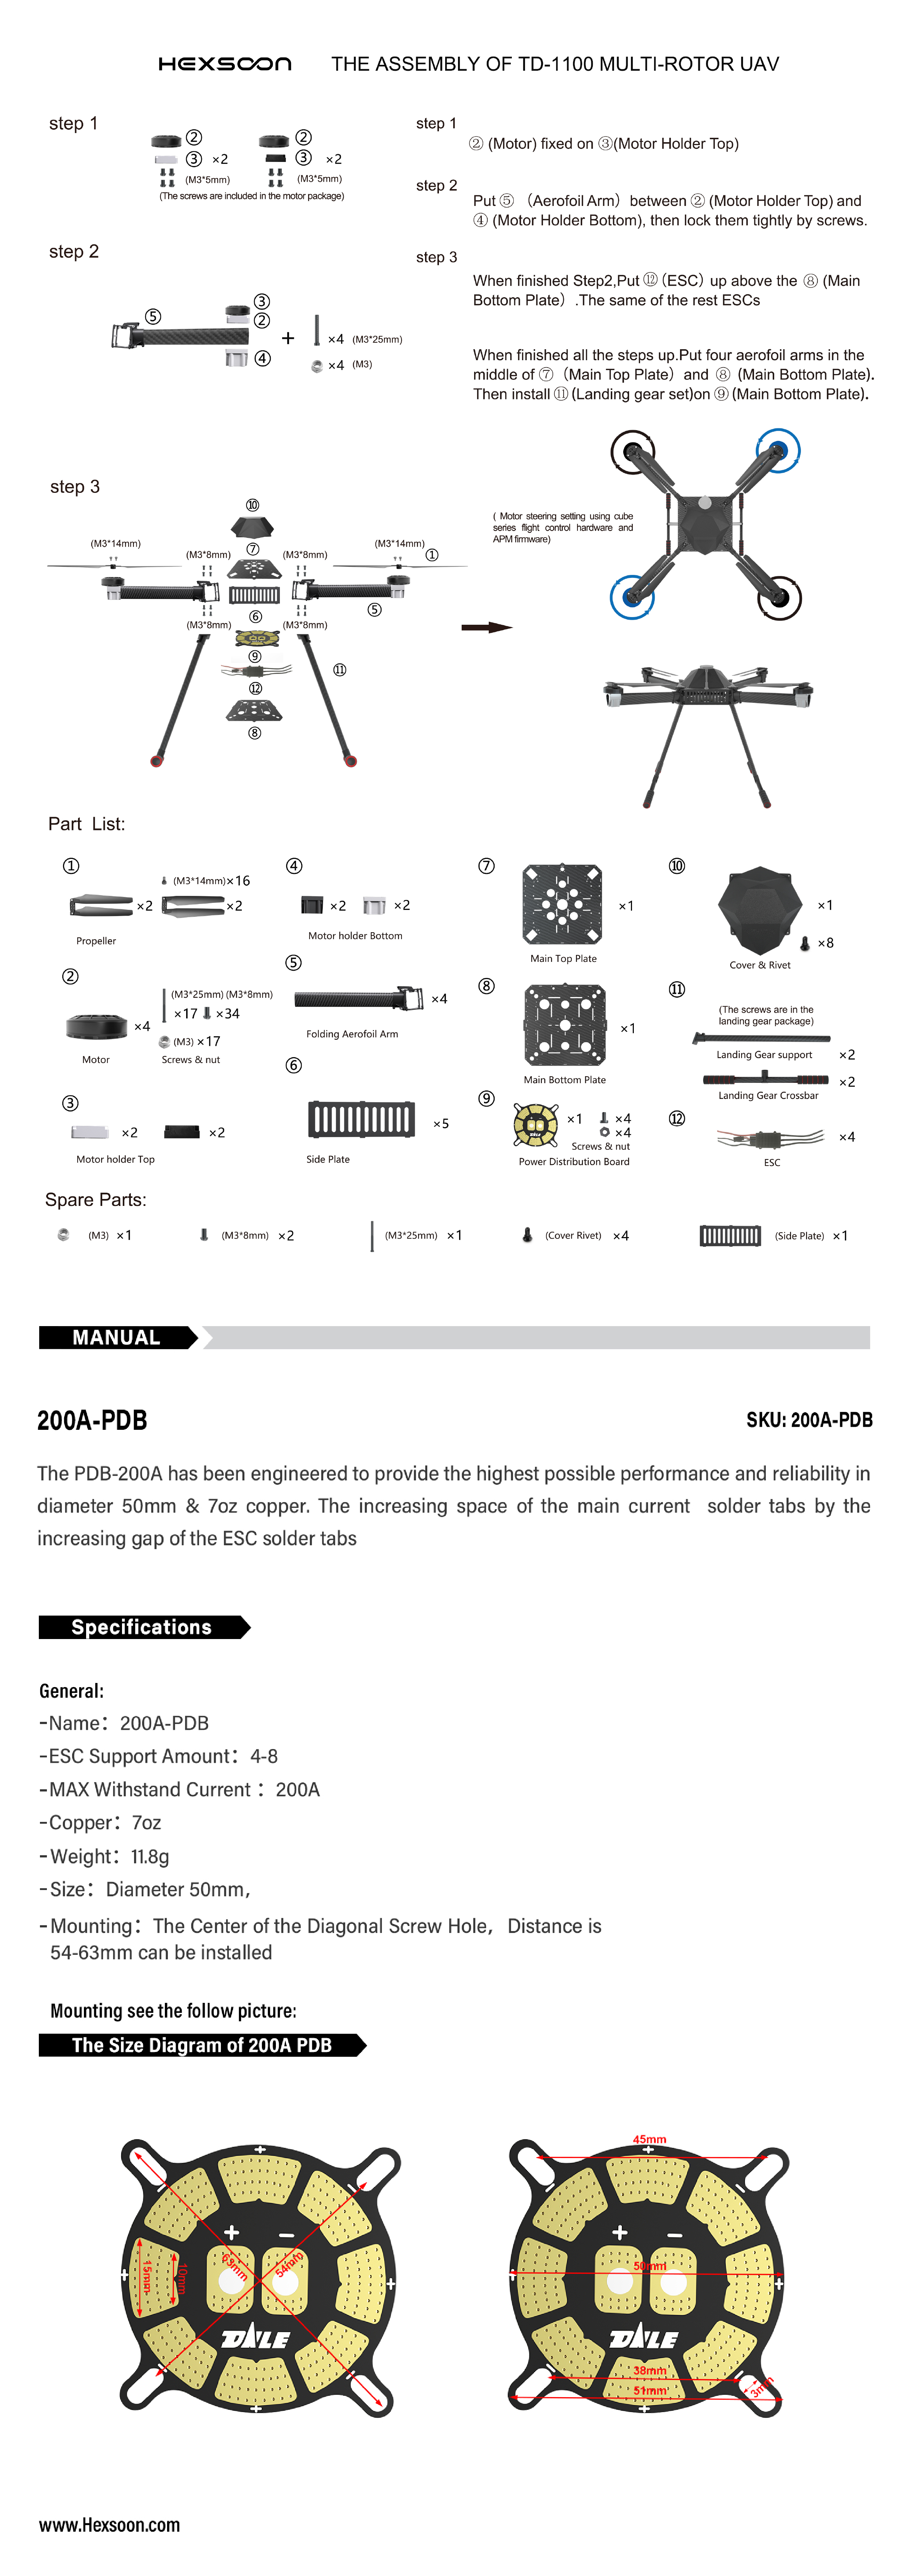 HEXSOON THE ASSEMBLY OF TD-1100 MULTI-ROTOR UAV
step 1
② ②
③ ×2 ③ ×2
(M3*5mm) (M3*5mm)
(The screws are included in the motor package)
step 2
③
⑤ ②
④
+
×4 (M3*25mm)
×4 (M3)
step 1
② (Motor) fixed on ③(Motor Holder Top)
step 2
Put ⑤ （Aerofoil Arm）between ② (Motor Holder Top) and
④ (Motor Holder Bottom), then lock them tightly by screws.
step 3
When finished Step2,Put ⑫（ESC）up above the ⑧ (Main
Bottom Plate）.The same of the rest ESCs
When finished all the steps up.Put four aerofoil arms in the
middle of ⑦（Main Top Plate）and ⑧ (Main Bottom Plate).
Then install ⑪(Landing gear set)on ⑨(Main Bottom Plate).
step 3
⑩
(M3*14mm) ⑦ (M3*14mm)
(M3*8mm) (M3*8mm) ①
⑤
⑥
(M3*8mm) (M3*8mm)
⑨
⑪
⑫
⑧
( Motor steering setting using cube
series flight control hardware and
APM firmware)
Part List:
①
(M3*14mm)×16
×2 ×2
Propeller
②
(M3*25mm) (M3*8mm)
×17 ×34
×4
(M3) ×17
Motor Screws & nut
③
×2 ×2
Motor holder Top
④
×2 ×2
Motor holder Bottom
⑤
×4
Folding Aerofoil Arm
⑥
×5
Side Plate
⑦
×1
Main Top Plate
⑧
×1
Main Bottom Plate
⑨
×1 ×4
×4
Screws & nut
Power Distribution Board
⑩
×1
×8
Cover & Rivet
⑪
(The screws are in the
landing gear package)
Landing Gear support ×2
×2
Landing Gear Crossbar
⑫
×4
ESC
Spare Parts:
(M3) ×1 (M3*8mm) ×2 (M3*25mm) ×1 (Cover Rivet) ×4 (Side Plate) ×1
MANUAL
200A-PDB SKU: 200A-PDB
The PDB-200A has been engineered to provide the highest possible performance and reliability in
diameter 50mm & 7oz copper. The increasing space of the main current solder tabs by the
increasing gap of the ESC solder tabs
Specifications
General:
-Name：200A-PDB
-ESC Support Amount：4-8
-MAX Withstand Current：200A
-Copper：7oz
-Weight：11.8g
-Size：Diameter 50mm，
-Mounting：The Center of the Diagonal Screw Hole，Distance is
54-63mm can be installed
Mounting see the follow picture:
The Size Diagram of 200A PDB
+
+ −
63mm 54mm
15mm 10mm
+ +
DALE
+
45mm
+
+ −
50mm
+ +
DALE
38mm
51mm
3mm
+
www.Hexsoon.com